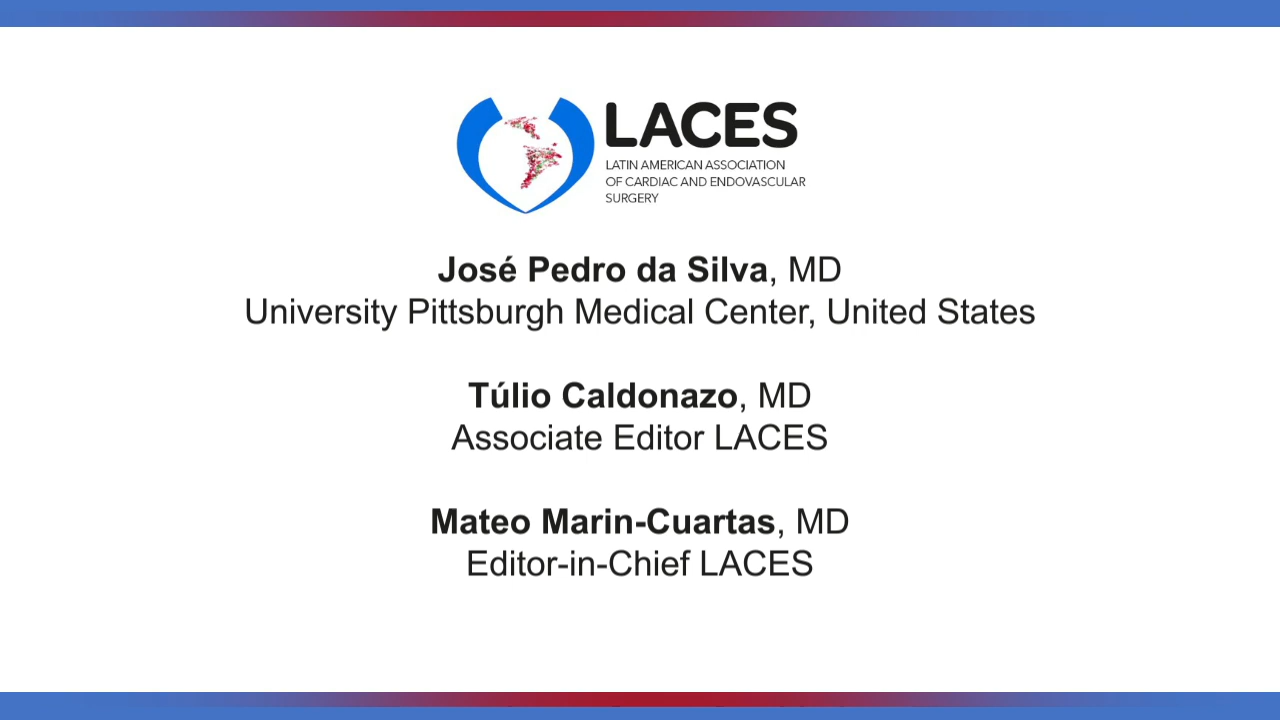 LACES
LATIN AMERICAN ASSOCIATION
OF CARDIAC AND ENDOVASCULAR
SURGERY
José Pedro da Silva, MD
University Pittsburgh Medical Center, United States
Túlio Caldonazo, MD
Associate Editor LACES
Mateo Marin-Cuartas, MD
Editor-in-Chief LACES